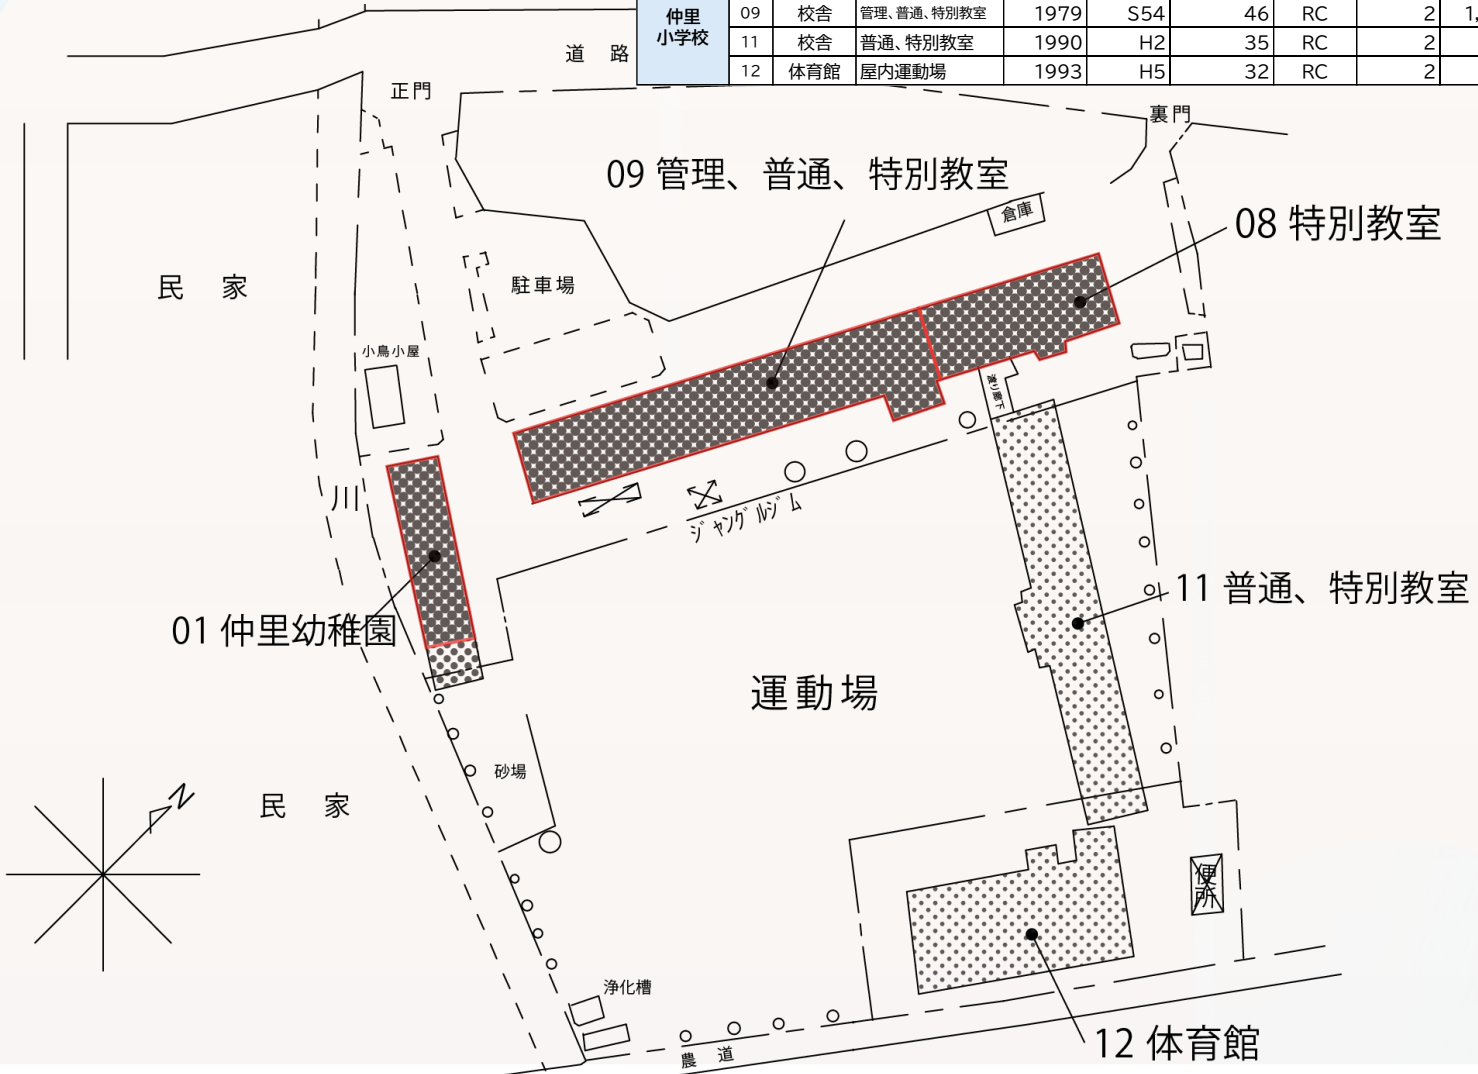 仲里
小学校
09 校舎 管理、普通、特別教室 1979 S54 46 RC 2 1,
11 校舎 普通、特別教室 1990 H2 35 RC 2
12 体育館 屋内運動場 1993 H5 32 RC 2
道 路
正門
裏門
09 管理、普通、特別教室
倉庫
08 特別教室
民 家
駐車場
小鳥小屋
渡り廊下
川
ジャングルジム
11 普通、特別教室
01 仲里幼稚園
運動場
砂場
N
民 家
便所
浄化槽
農 道
12 体育館